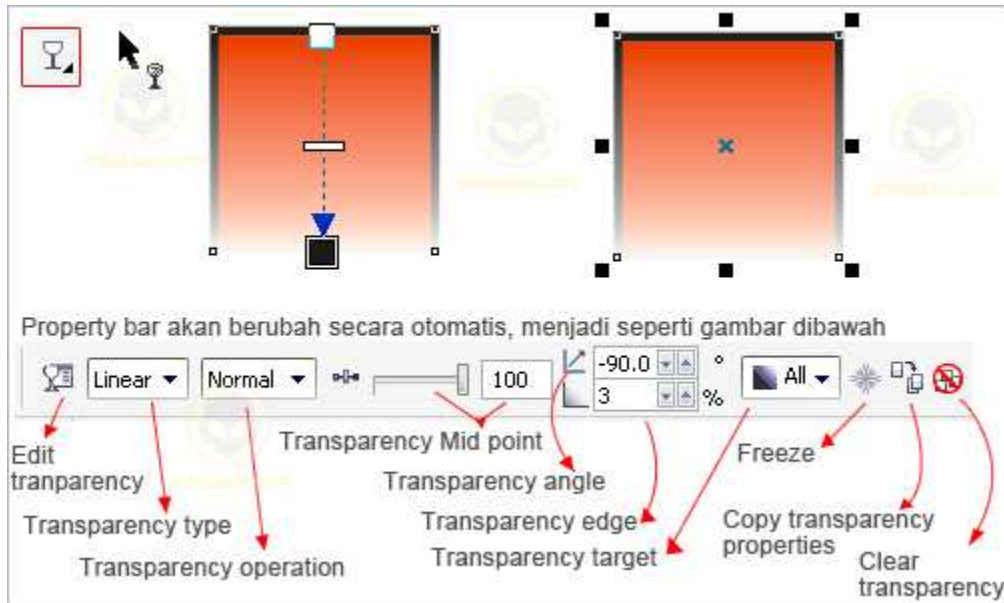 Property bar akan berubah secara otomatis, menjadi seperti gambar dibawah
Linear Normal 100 -90.0 ° All
3 %
Edit
tranparency
Transparency type
Transparency operation
Transparency Mid point
Transparency angle
Transparency edge
Transparency target
Freeze
Copy transparency
properties
Clear
transparency